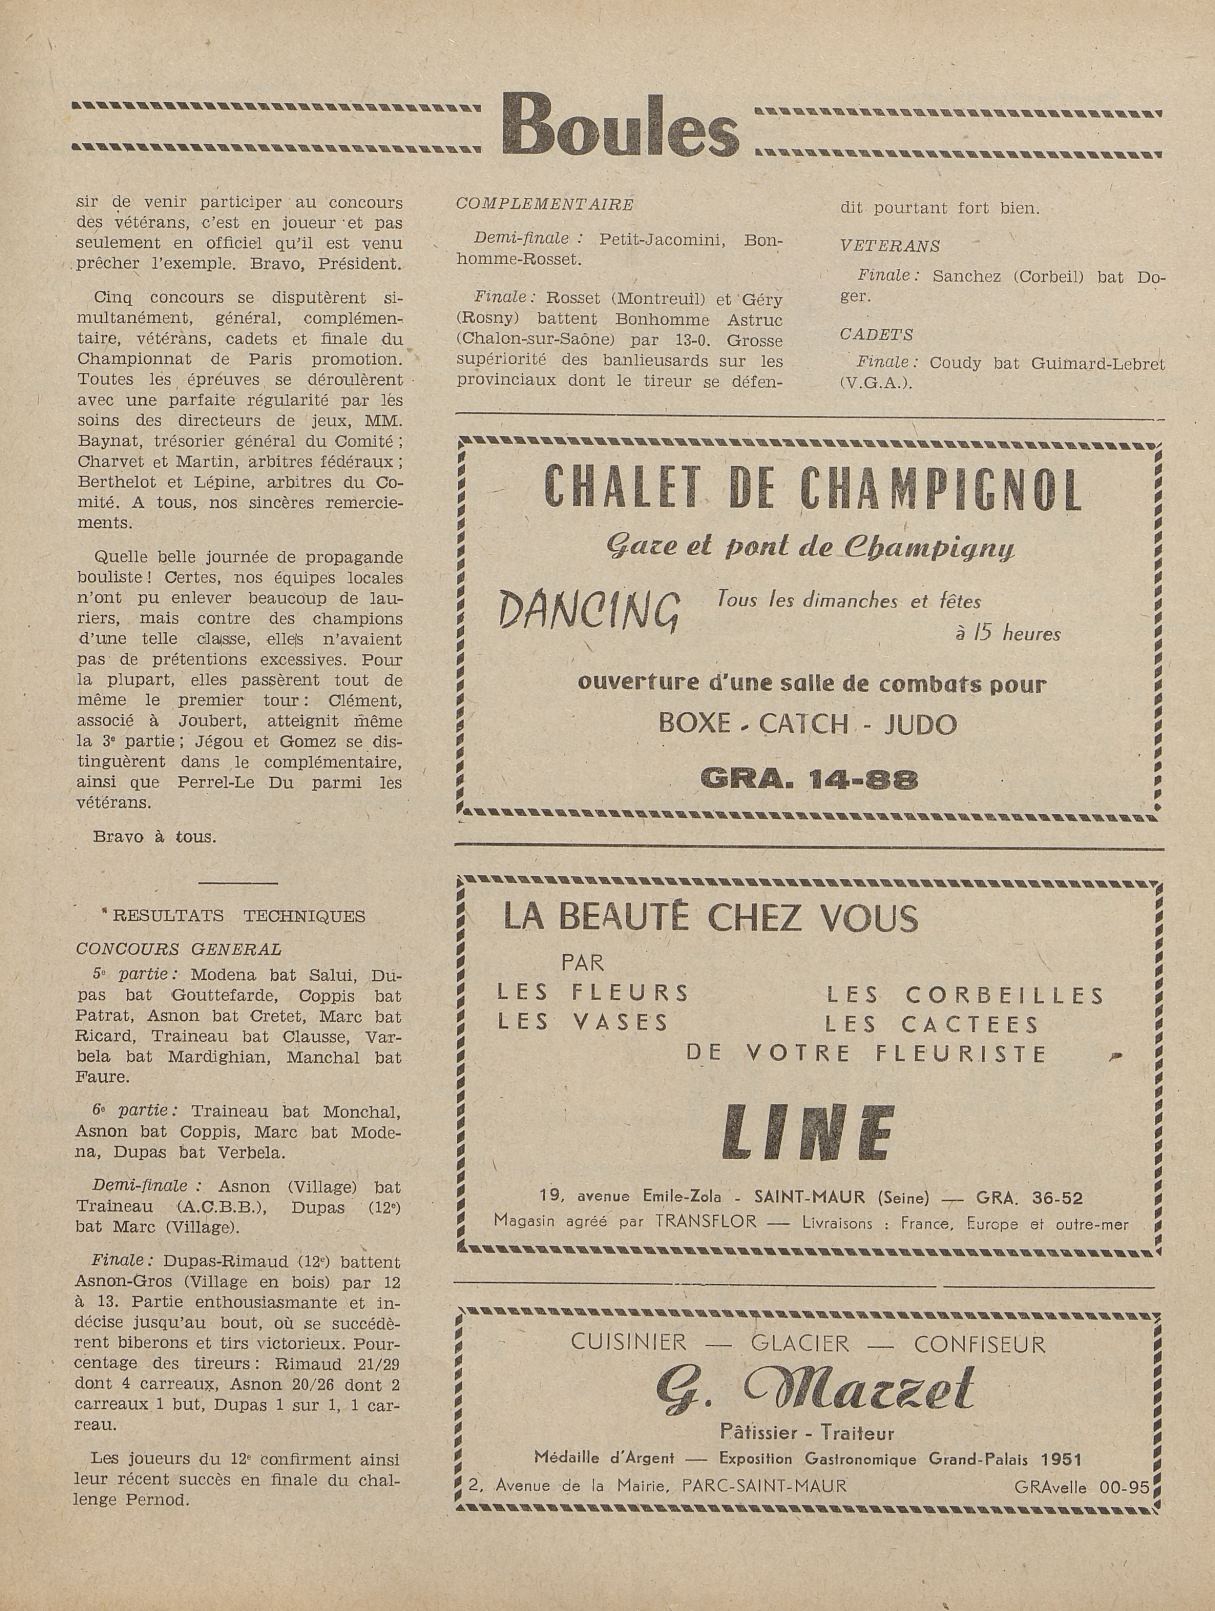 Boules
sir de venir participer au concours
des vétérans, c'est en joueur et pas
seulement en officiel qu'il est venu
prêcher l'exemple. Bravo, Président.
Cinq concours se disputèrent si-
multanément, général, complémen-
taire, vétérans, cadets et finale du
Championnat de Paris promotion.
Toutes les épreuves se déroulèrent
avec une parfaite régularité par les
soins des directeurs de jeux, MM.
Baynat, trésorier général du Comité ;
Charvet et Martin, arbitres fédéraux ;
Berthelot et Lépine, arbitres du Co-
mité. A tous, nos sincères remercie-
ments.
Quelle belle journée de propagande
bouliste ! Certes, nos équipes locales
n'ont pu enlever beaucoup de lau-
riers, mais contre des champions
d'une telle classe, elles n'avaient
pas de prétentions excessives. Pour
la plupart, elles passèrent tout de
même le premier tour : Clément,
associé à Joubert, atteignit même
la 3e partie ; Jégou et Gomez se dis-
tinguèrent dans le complémentaire,
ainsi que Perrel-Le Du parmi les
vétérans.
Bravo à tous.
RESULTATS TECHNIQUES
CONCOURS GENERAL
5e partie : Modena bat Salui, Du-
pas bat Gouttefarde, Coppis bat
Patrat, Asnon bat Cretet, Marc bat
Ricard, Traineau bat Clausse, Var-
bela bat Mardighian, Manchal bat
Faure.
6e partie : Traineau bat Monchal,
Asnon bat Coppis, Marc bat Mode-
na, Dupas bat Verbela.
Demi-finale : Asnon (Village) bat
Traineau (A.C.B.B.), Dupas (12e)
bat Marc (Village).
Finale : Dupas-Rimaud (12e) battent
Asnon-Gros (Village en bois) par 12
à 13. Partie enthousiasmante et in-
décise jusqu'au bout, où se succédè-
rent biberons et tirs victorieux. Pour-
centage des tireurs : Rimaud 21/29
dont 4 carreaux, Asnon 20/26 dont 2
carreaux 1 but, Dupas 1 sur 1, 1 car-
reau.
Les joueurs du 12e confirment ainsi
leur récent succès en finale du chal-
lenge Pernod.
COMPLEMENTAIRE
Demi-finale : Petit-Jacomini, Bon-
homme-Rosset.
Finale : Rosset (Montreuil) et Géry
(Rosny) battent Bonhomme Astruc
(Chalon-sur-Saône) par 13-0. Grosse
supériorité des banlieusards sur les
provinciaux dont le tireur se défen-
dit pourtant fort bien.
VETERANS
Finale : Sanchez (Corbeil) bat Do-
ger.
CADETS
Finale : Coudy bat Guimard-Lebret
(V.G.A.).
CHALET DE CHAMPIGNOL
Gare et pont de Champigny
DANCING Tous les dimanches et fêtes
à 15 heures
ouverture d'une salle de combats pour
BOXE - CATCH - JUDO
GRA. 14-88
LA BEAUTÉ CHEZ VOUS
PAR
LES FLEURS LES CORBEILLES
LES VASES LES CACTEES
DE VOTRE FLEURISTE
LINE
19, avenue Emile-Zola - SAINT-MAUR (Seine) — GRA. 36-52
Magasin agréé par TRANSFLOR — Livraisons : France, Europe et outre-mer
CUISINIER — GLACIER — CONFISEUR
G. Marzet
Pâtissier - Traiteur
Médaille d'Argent — Exposition Gastronomique Grand-Palais 1951
2, Avenue de la Mairie, PARC-SAINT-MAUR GRAvelle 00-95